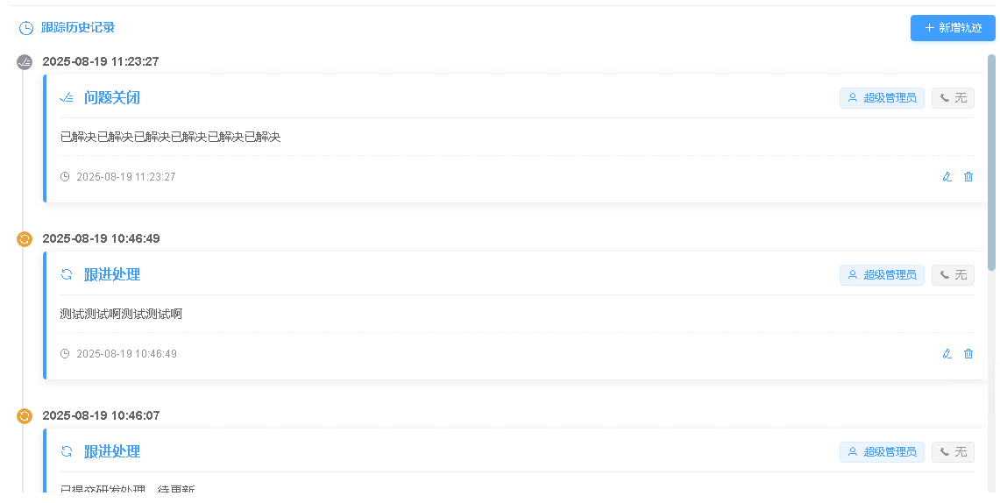 跟踪历史记录
+ 新增轨迹
2025-08-19 11:23:27
问题关闭
超级管理员
无
已解决已解决已解决已解决已解决已解决
2025-08-19 11:23:27
2025-08-19 10:46:49
跟进处理
超级管理员
无
测试测试啊测试测试啊
2025-08-19 10:46:49
2025-08-19 10:46:07
跟进处理
超级管理员
无
已提交研发处理，待更新